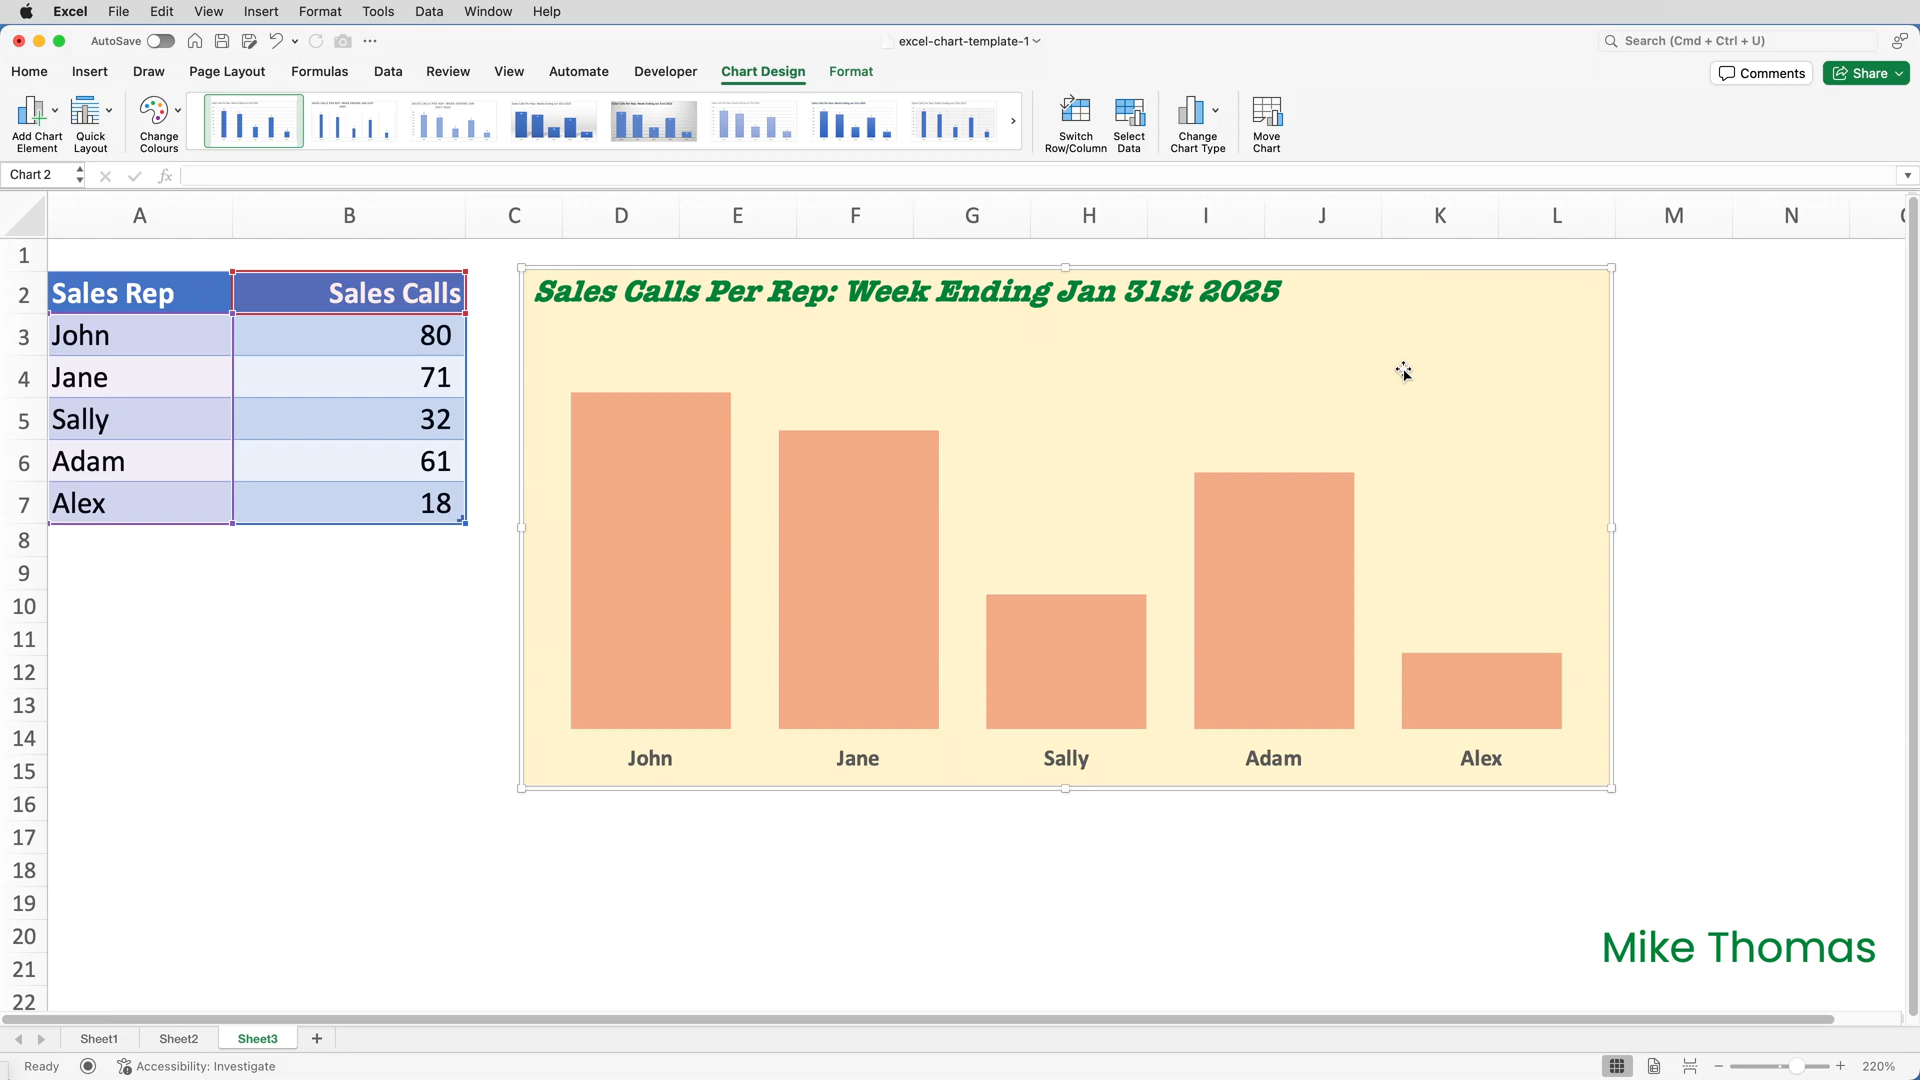 Excel File Edit View Insert Format Tools Data Window Help
AutoSave
excel-chart-template-1
Search (Cmd + Ctrl + U)
Home Insert Draw Page Layout Formulas Data Review View Automate Developer Chart Design Format
Comments Share
Add Chart Element
Quick Layout
Change Colours
Switch Row/Column
Select Data
Change Chart Type
Move Chart
Chart 2
fx
A B C D E F G H I J K L M N
1
2 Sales Rep Sales Calls
3 John 80
4 Jane 71
5 Sally 32
6 Adam 61
7 Alex 18
8
9
10
11
12
13
14
15
16
17
18
19
20
21
22
Sales Calls Per Rep: Week Ending Jan 31st 2025
John Jane Sally Adam Alex
Mike Thomas
Sheet1 Sheet2 Sheet3 +
Ready Accessibility: Investigate 220%